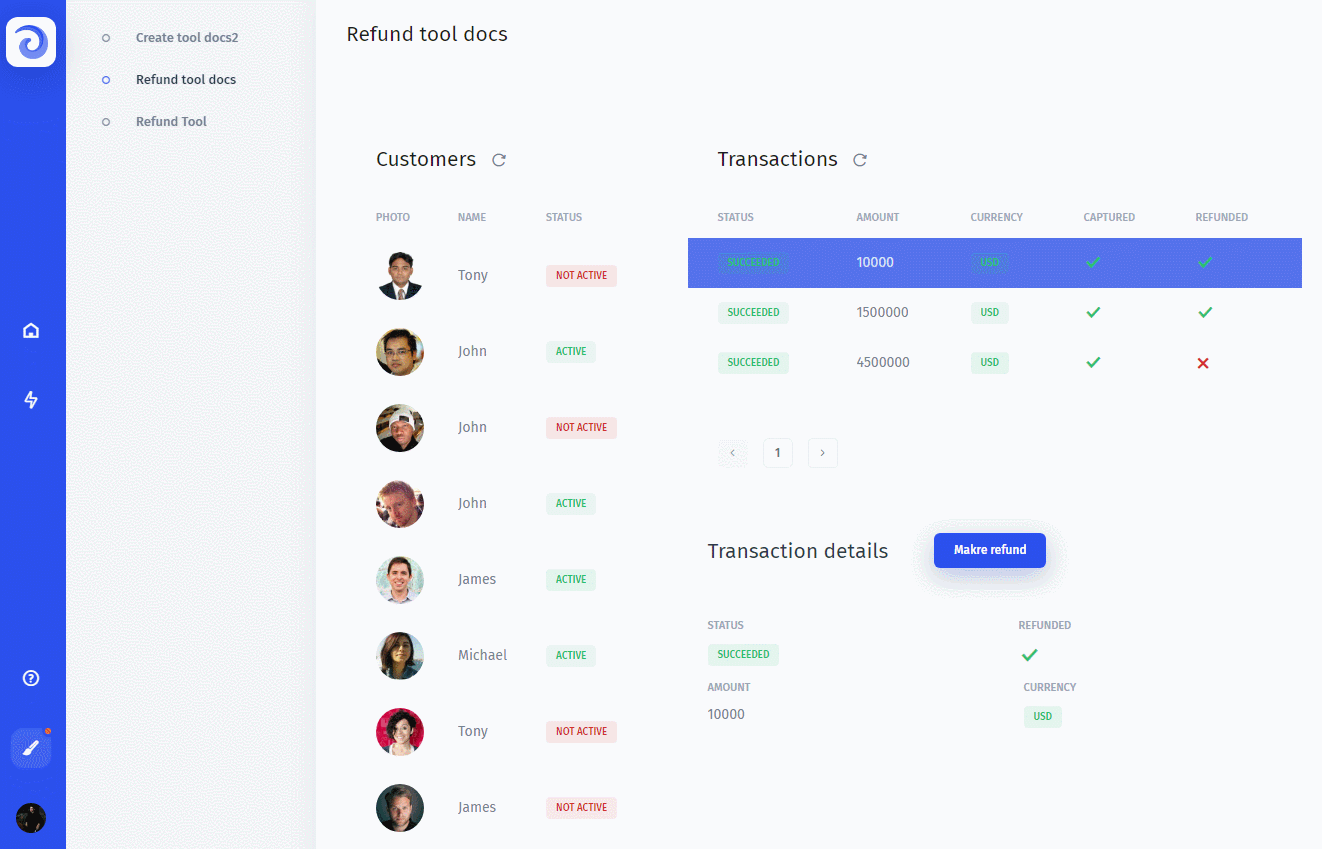 Create tool docs2
Refund tool docs
Refund Tool
Refund tool docs
Customers
PHOTO NAME STATUS
Tony NOT ACTIVE
John ACTIVE
John NOT ACTIVE
John ACTIVE
James ACTIVE
Michael ACTIVE
Tony NOT ACTIVE
James NOT ACTIVE
Transactions
STATUS AMOUNT CURRENCY CAPTURED REFUNDED
SUCCEEDED 10000 USD
SUCCEEDED 1500000 USD
SUCCEEDED 4500000 USD
1
Transaction details
Makre refund
STATUS REFUNDED
SUCCEEDED
AMOUNT CURRENCY
10000 USD